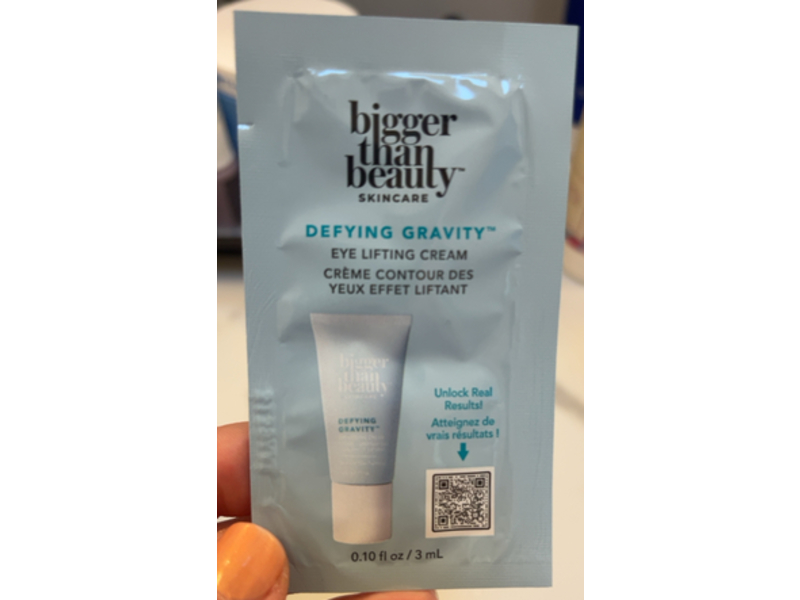 bigger
than
beauty™
SKINCARE
DEFYING GRAVITY™
EYE LIFTING CREAM
CRÈME CONTOUR DES
YEUX EFFET LIFTANT
bigger
than
beauty
DEFYING
GRAVITY™
Unlock Real
Results!
Atteignez de
vrais résultats !
0.10 fl oz / 3 mL